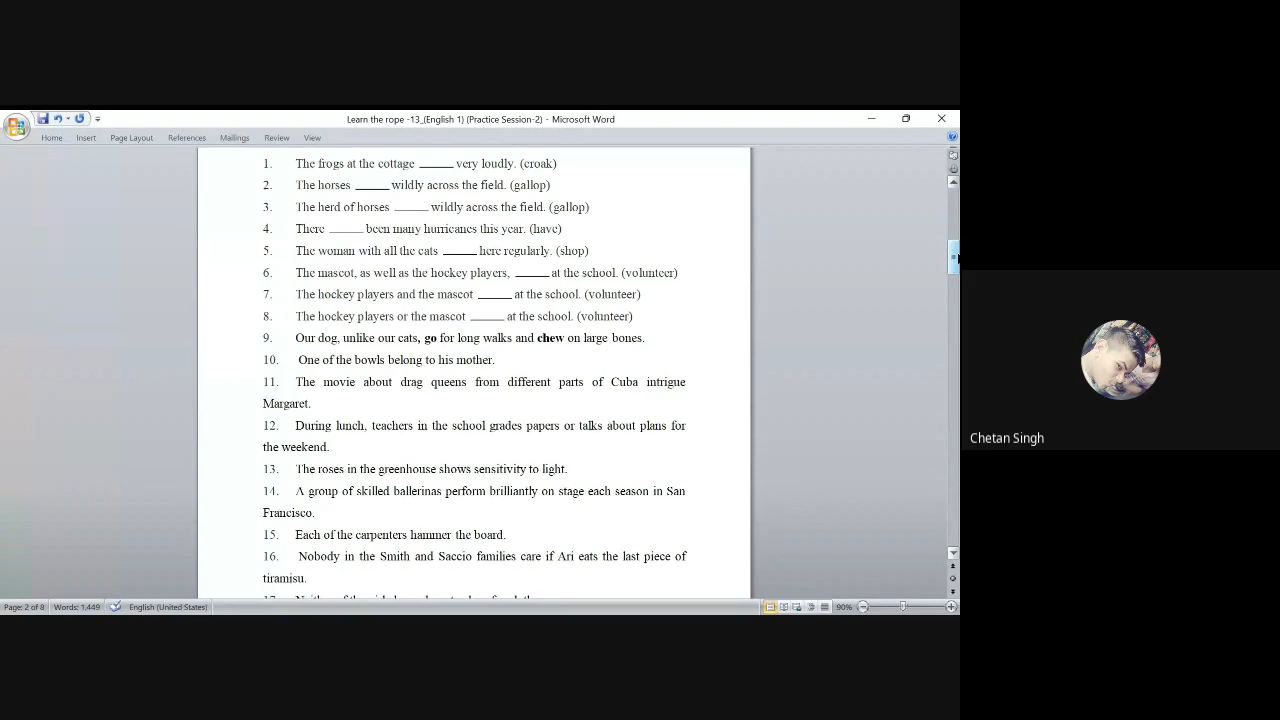 Learn the rope -13_(English 1) (Practice Session-2) - Microsoft Word
Home Insert Page Layout References Mailings Review View
1. The frogs at the cottage _____ very loudly. (croak)
2. The horses _____ wildly across the field. (gallop)
3. The herd of horses _____ wildly across the field. (gallop)
4. There _____ been many hurricanes this year. (have)
5. The woman with all the cats _____ here regularly. (shop)
6. The mascot, as well as the hockey players, _____ at the school. (volunteer)
7. The hockey players and the mascot _____ at the school. (volunteer)
8. The hockey players or the mascot _____ at the school. (volunteer)
9. Our dog, unlike our cats, go for long walks and chew on large bones.
10. One of the bowls belong to his mother.
11. The movie about drag queens from different parts of Cuba intrigue
Margaret.
12. During lunch, teachers in the school grades papers or talks about plans for
the weekend.
13. The roses in the greenhouse shows sensitivity to light.
14. A group of skilled ballerinas perform brilliantly on stage each season in San
Francisco.
15. Each of the carpenters hammer the board.
16. Nobody in the Smith and Saccio families care if Ari eats the last piece of
tiramisu.
Page: 2 of 8 Words: 1,449 English (United States) 90%
Chetan Singh